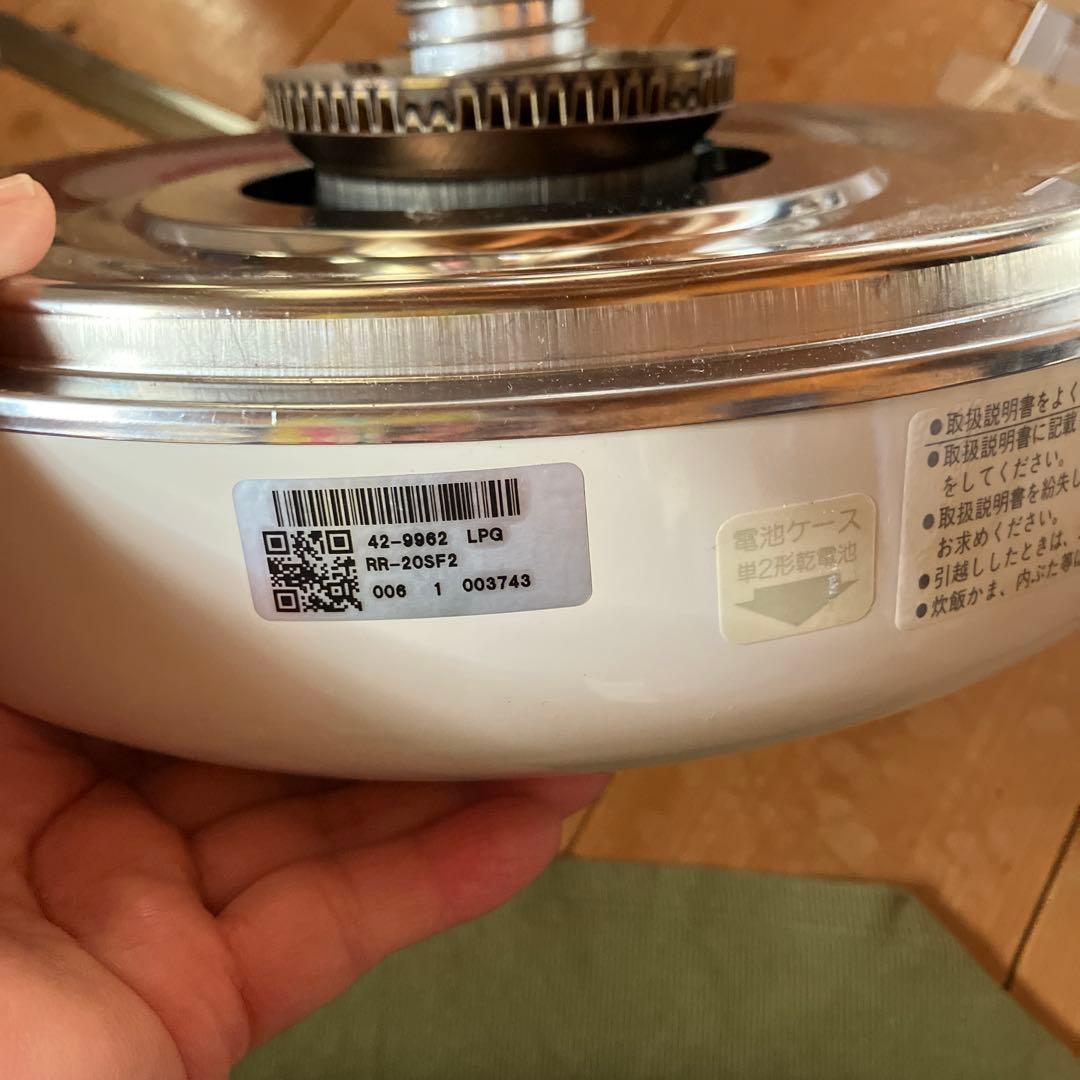 42-9962 LPG
RR-20SF2
006 1 003743
電池ケース
単2形乾電池
●取扱説明書をよく
●取扱説明書に記載
をしてください。
●取扱説明書を紛失し
お求めください。
●引越ししたときは、
●炊飯かま、内ぶた等は